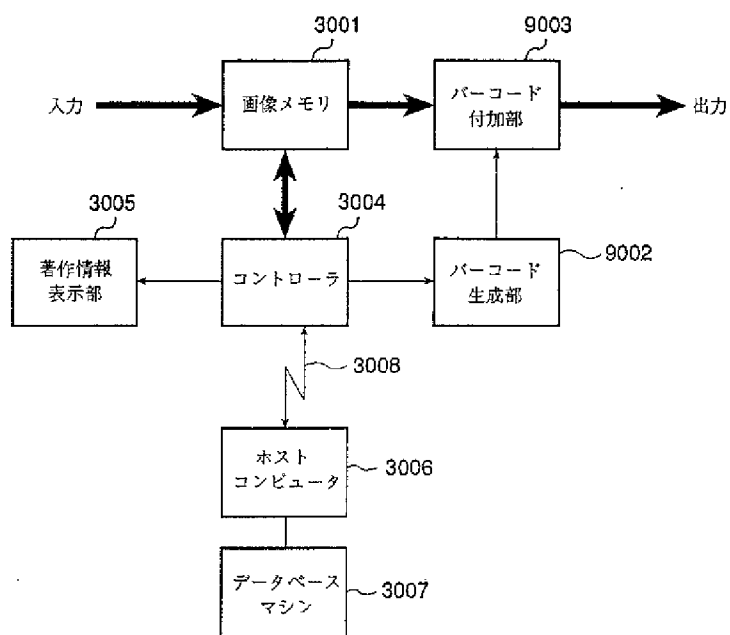 3001
9003
入力
画像メモリ
バーコード
付加部
出力
3005
3004
9002
著作情報
表示部
コントローラ
バーコード
生成部
3008
ホスト
コンピュータ
3006
データベース
マシン
3007